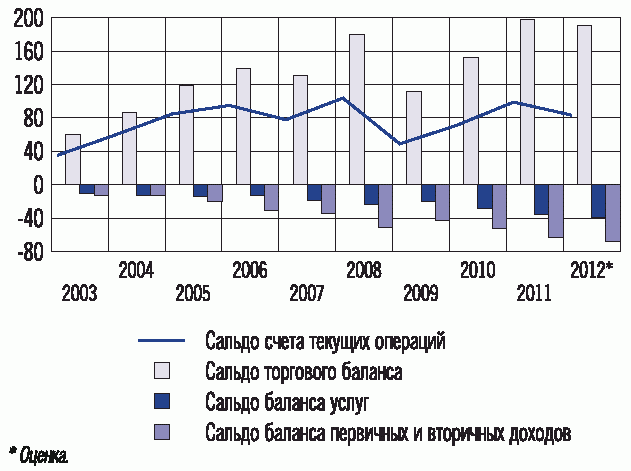 200
160
120
80
40
0
-40
-80
2004 2006 2008 2010 2012*
2003 2005 2007 2009 2011
Сальдо счета текущих операций
Сальдо торгового баланса
Сальдо баланса услуг
Сальдо баланса первичных и вторичных доходов
* Оценка.